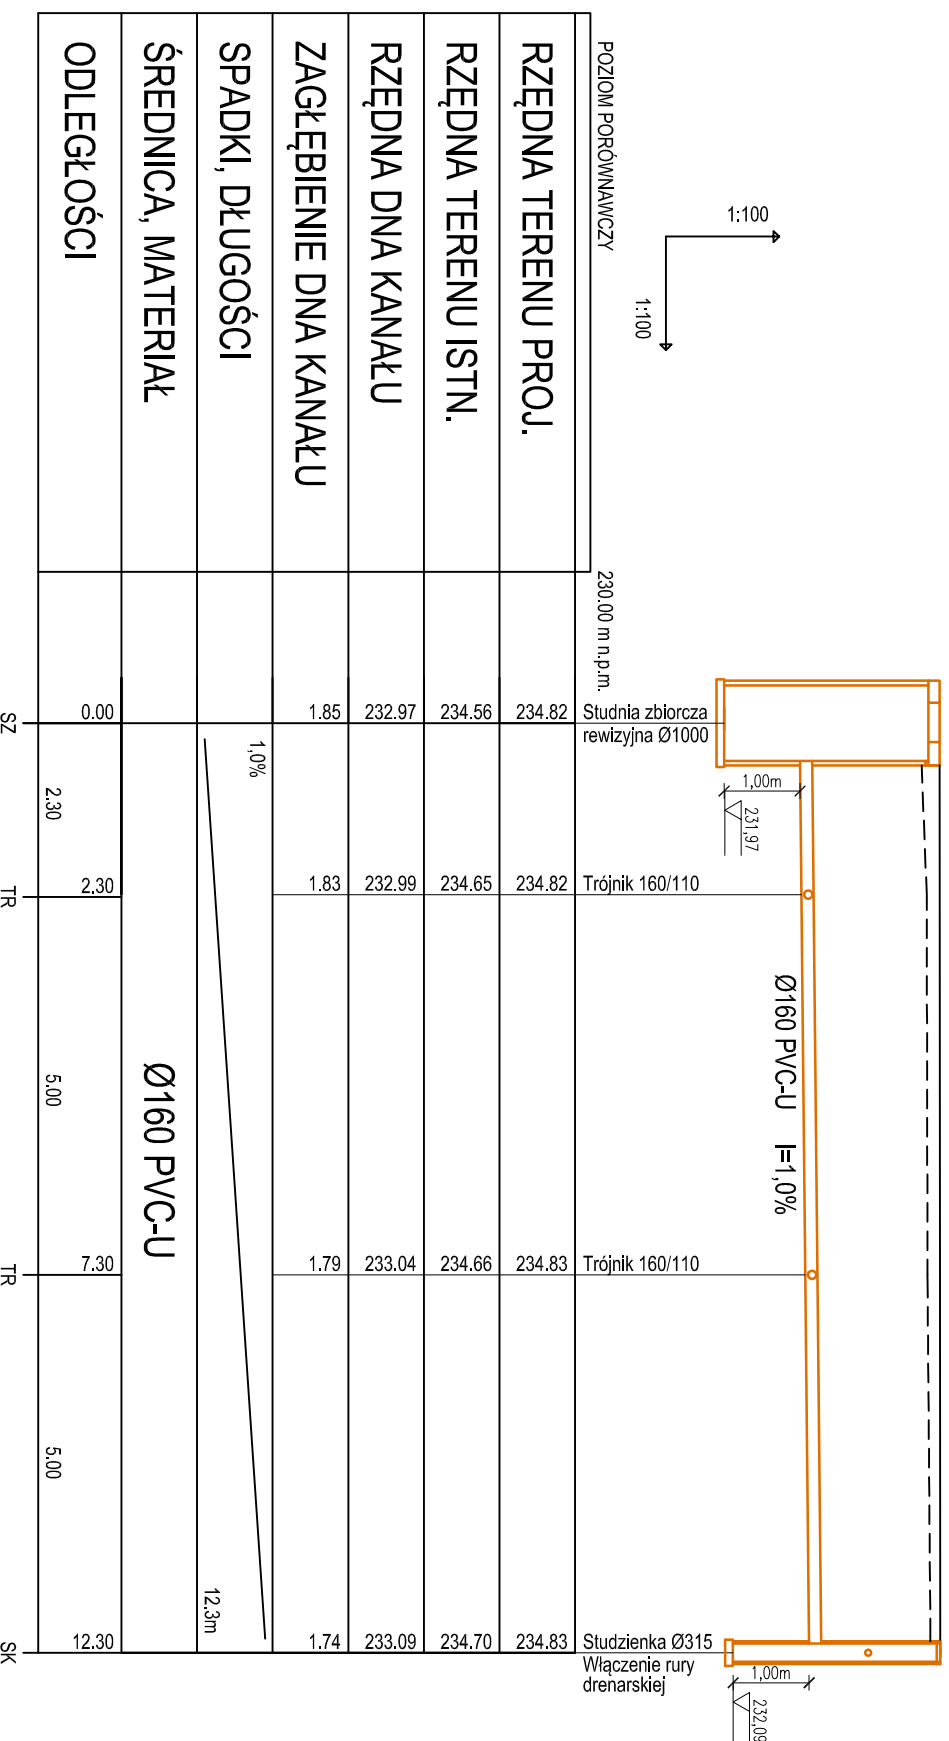 1:100
1:100
Ø160 PVC-U I=1,0%
1,00m
231,97
1,00m
232,09
POZIOM PORÓWNAWCZY 230.00 m n.p.m.
Studnia zbiorcza
rewizyjna Ø1000
Trójnik 160/110
Trójnik 160/110
Studzienka Ø315
Włączenie rury
drenarskiej
RZĘDNA TERENU PROJ. 234.82 234.82 234.83 234.83
RZĘDNA TERENU ISTN. 234.56 234.65 234.66 234.70
RZĘDNA DNA KANAŁU 232.97 232.99 233.04 233.09
ZAGŁĘBIENIE DNA KANAŁU 1.85 1.83 1.79 1.74
SPADKI, DŁUGOŚCI 1,0% 12,3m
ŚREDNICA, MATERIAŁ Ø160 PVC-U
ODLEGŁOŚCI 0.00 2.30 7.30 12.30
2.30 5.00 5.00
SZ TR TR SK